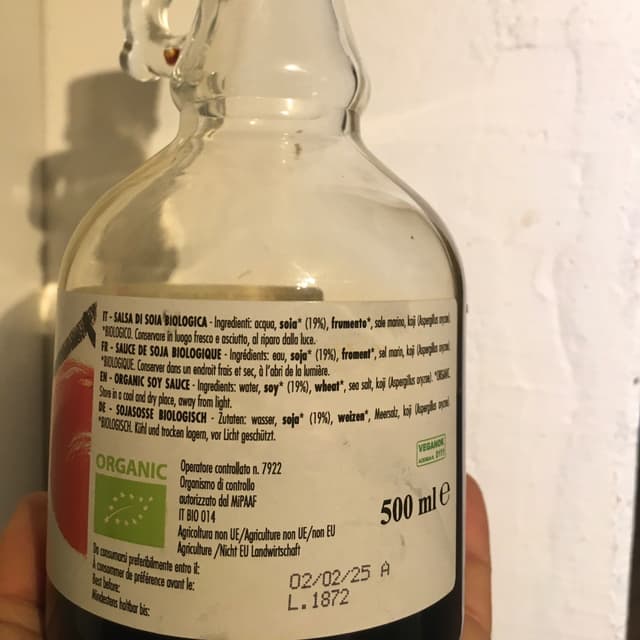 IT - SALSA DI SOIA BIOLOGICA - Ingredienti: acqua, soia* (19%), frumento*, sale marino, koji (Aspergillus oryzae).
*BIOLOGICO. Conservare in luogo fresco e asciutto, al riparo dalla luce.
FR - SAUCE DE SOJA BIOLOGIQUE - Ingrédients: eau, soja* (19%), froment*, sel marin, koji (Aspergillus oryzae).
*BIOLOGIQUE. Conserver dans un endroit frais et sec, à l'abri de la lumière.
EN - ORGANIC SOY SAUCE - Ingredients: water, soy* (19%), wheat*, sea salt, koji (Aspergillus oryzae). *ORGANIC.
Store in a cool and dry place, away from light.
DE - SOJASOSSE BIOLOGISCH - Zutaten: wasser, soja* (19%), weizen*, Meersalz, koji (Aspergillus oryzae).
*BIOLOGISCH. Kühl und trocken lagern, vor Licht geschützt.
VEGANOK
ORGANIC
Operatore controllato n. 7922
Organismo di controllo
autorizzato dal MiPAAF
IT BIO 014
Agricoltura non UE/Agriculture non UE/non EU
Agriculture /Nicht EU Landwirtschaft
500 ml e
Da consumarsi preferibilmente entro il:
À consommer de préférence avant le:
Best before:
Mindestens haltbar bis:
02/02/25 A
L.1872